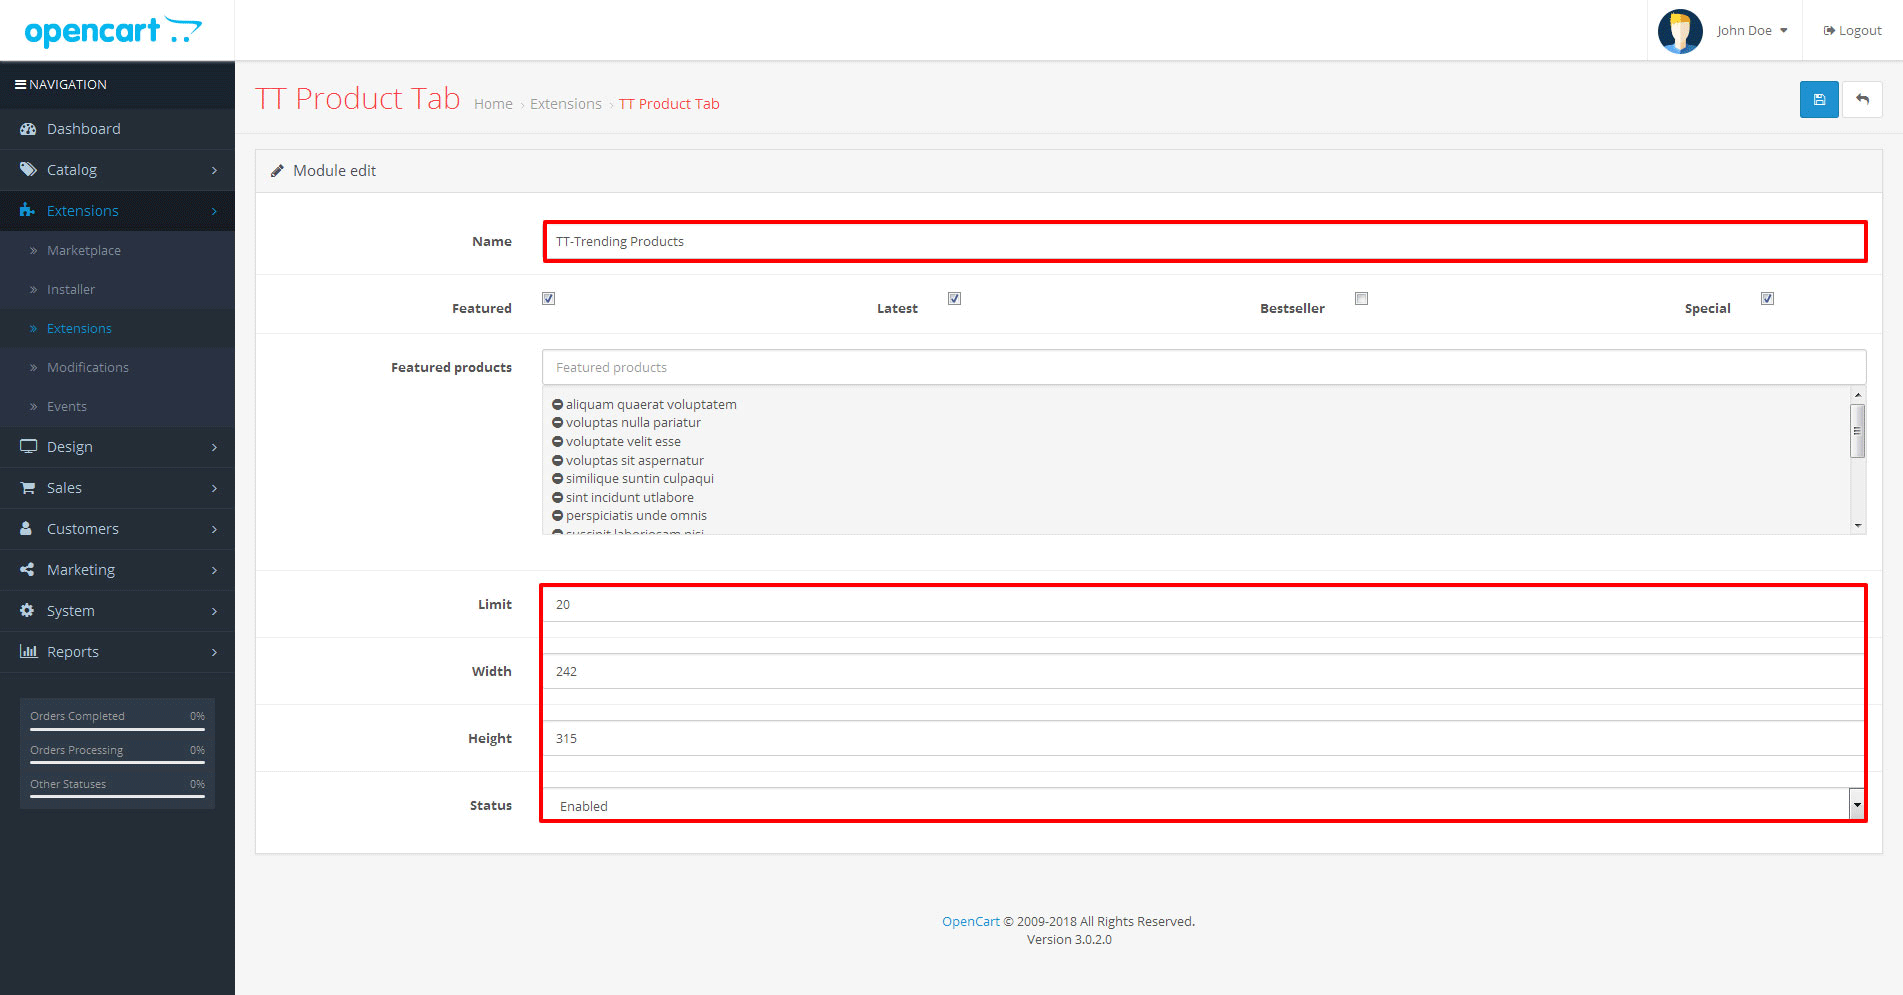 opencart
John Doe
Logout
NAVIGATION
Dashboard
Catalog
Extensions
Marketplace
Installer
Extensions
Modifications
Events
Design
Sales
Customers
Marketing
System
Reports
Orders Completed 0%
Orders Processing 0%
Other Statuses 0%
TT Product Tab Home › Extensions › TT Product Tab
Module edit
Name TT-Trending Products
Featured Latest Bestseller Special
Featured products Featured products
aliquam quaerat voluptatem
voluptas nulla pariatur
voluptate velit esse
voluptas sit aspernatur
similique suntin culpaqui
sint incidunt utlabore
perspiciatis unde omnis
suscipit laboriosam nisi
Limit 20
Width 242
Height 315
Status Enabled
OpenCart © 2009-2018 All Rights Reserved.
Version 3.0.2.0